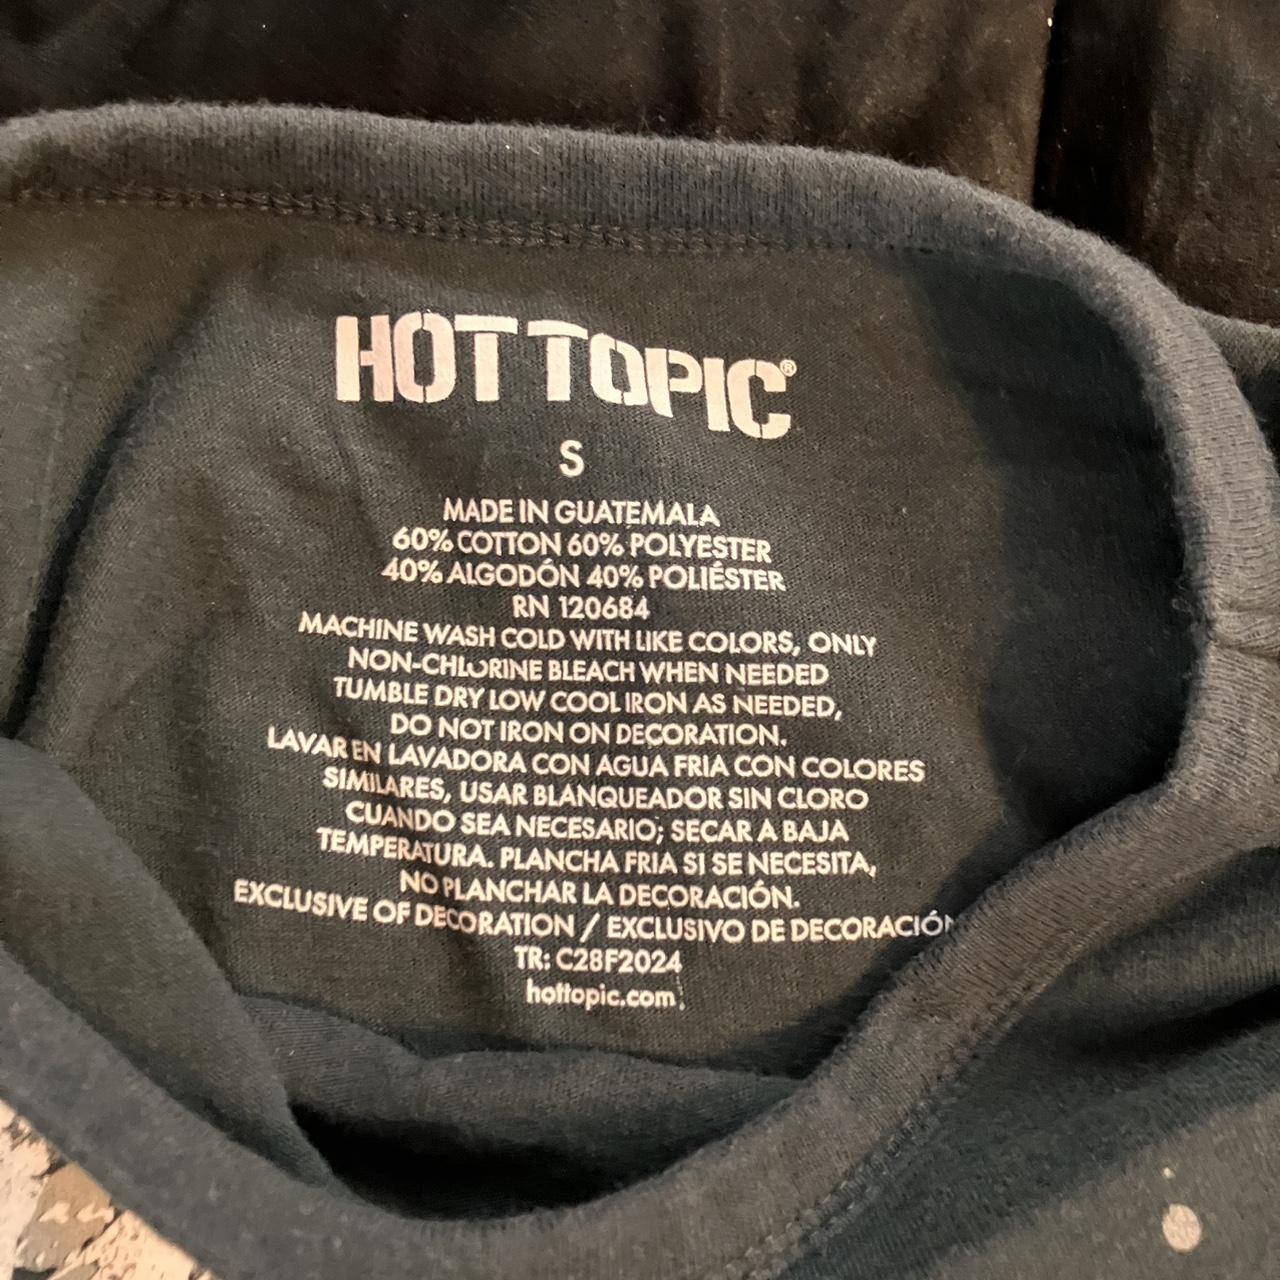 HOT TOPIC®
S
MADE IN GUATEMALA
60% COTTON 60% POLYESTER
40% ALGODÓN 40% POLIÉSTER
RN 120684
MACHINE WASH COLD WITH LIKE COLORS, ONLY
NON-CHLORINE BLEACH WHEN NEEDED
TUMBLE DRY LOW COOL IRON AS NEEDED,
DO NOT IRON ON DECORATION.
LAVAR EN LAVADORA CON AGUA FRIA CON COLORES
SIMILARES, USAR BLANQUEADOR SIN CLORO
CUANDO SEA NECESARIO; SECAR A BAJA
TEMPERATURA. PLANCHA FRIA SI SE NECESITA,
NO PLANCHAR LA DECORACIÓN.
EXCLUSIVE OF DECORATION / EXCLUSIVO DE DECORACIÓN
TR: C28F2024
hottopic.com